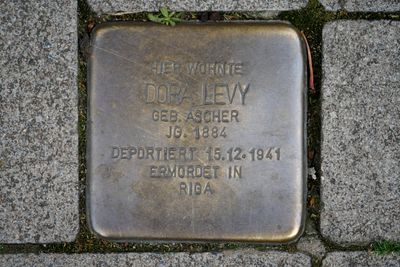 HIER WOHNTE
DORA LEVY
GEB. ASCHER
JG. 1884
DEPORTIERT 15.12.1941
ERMORDET IN
RIGA